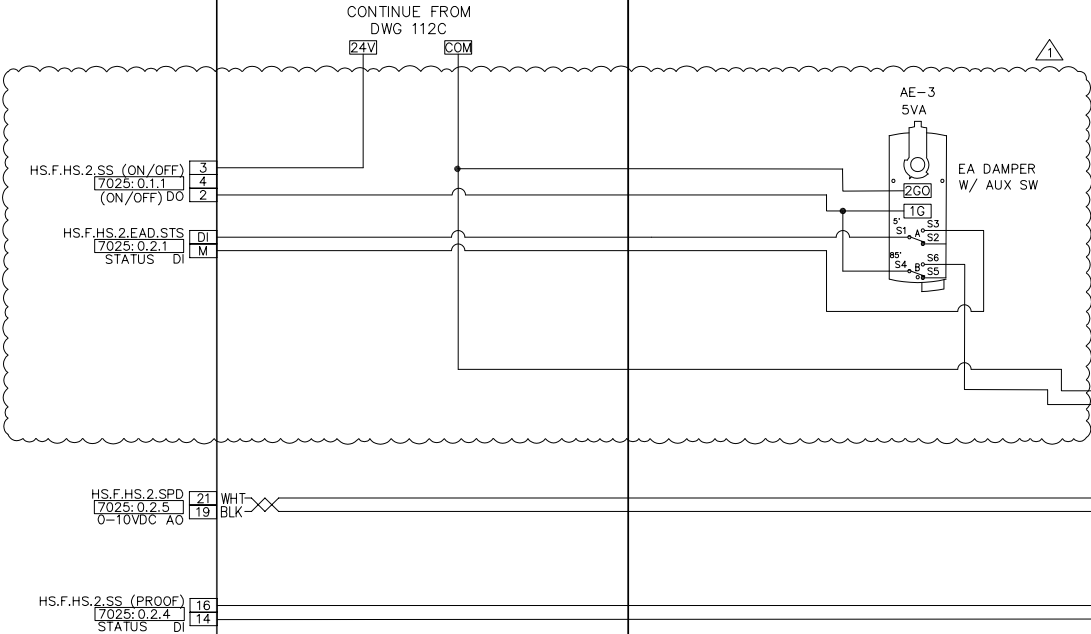 CONTINUE FROM
DWG 112C
24V
COM
1
AE-3
5VA
EA DAMPER
W/ AUX SW
2GO
1G
5'
S1
A
S3
S2
85'
S4
B
S6
S5
HS.F.HS.2.SS (ON/OFF)
3
7025: 0.1.1
4
(ON/OFF) DO
2
HS.F.HS.2.EAD.STS
DI
7025: 0.2.1
M
STATUS DI
HS.F.HS.2.SPD
21
WHT
7025: 0.2.5
19
BLK
0-10VDC AO
HS.F.HS.2.SS (PROOF)
16
7025: 0.2.4
14
STATUS DI